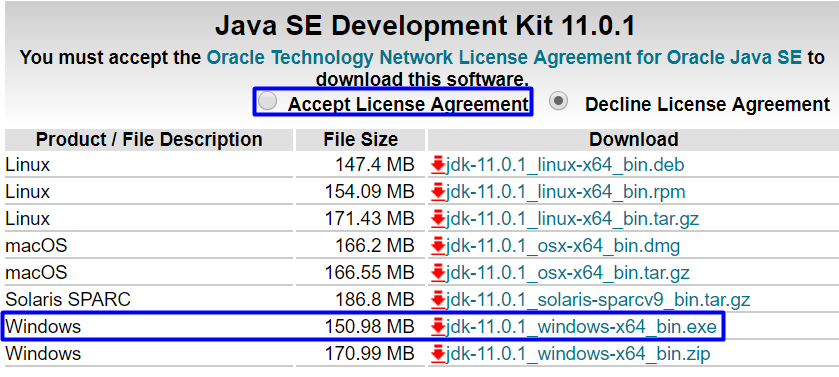 Java SE Development Kit 11.0.1
You must accept the Oracle Technology Network License Agreement for Oracle Java SE to
download this software.
Accept License Agreement Decline License Agreement
Product / File Description File Size Download
Linux 147.4 MB jdk-11.0.1_linux-x64_bin.deb
Linux 154.09 MB jdk-11.0.1_linux-x64_bin.rpm
Linux 171.43 MB jdk-11.0.1_linux-x64_bin.tar.gz
macOS 166.2 MB jdk-11.0.1_osx-x64_bin.dmg
macOS 166.55 MB jdk-11.0.1_osx-x64_bin.tar.gz
Solaris SPARC 186.8 MB jdk-11.0.1_solaris-sparcv9_bin.tar.gz
Windows 150.98 MB jdk-11.0.1_windows-x64_bin.exe
Windows 170.99 MB jdk-11.0.1_windows-x64_bin.zip